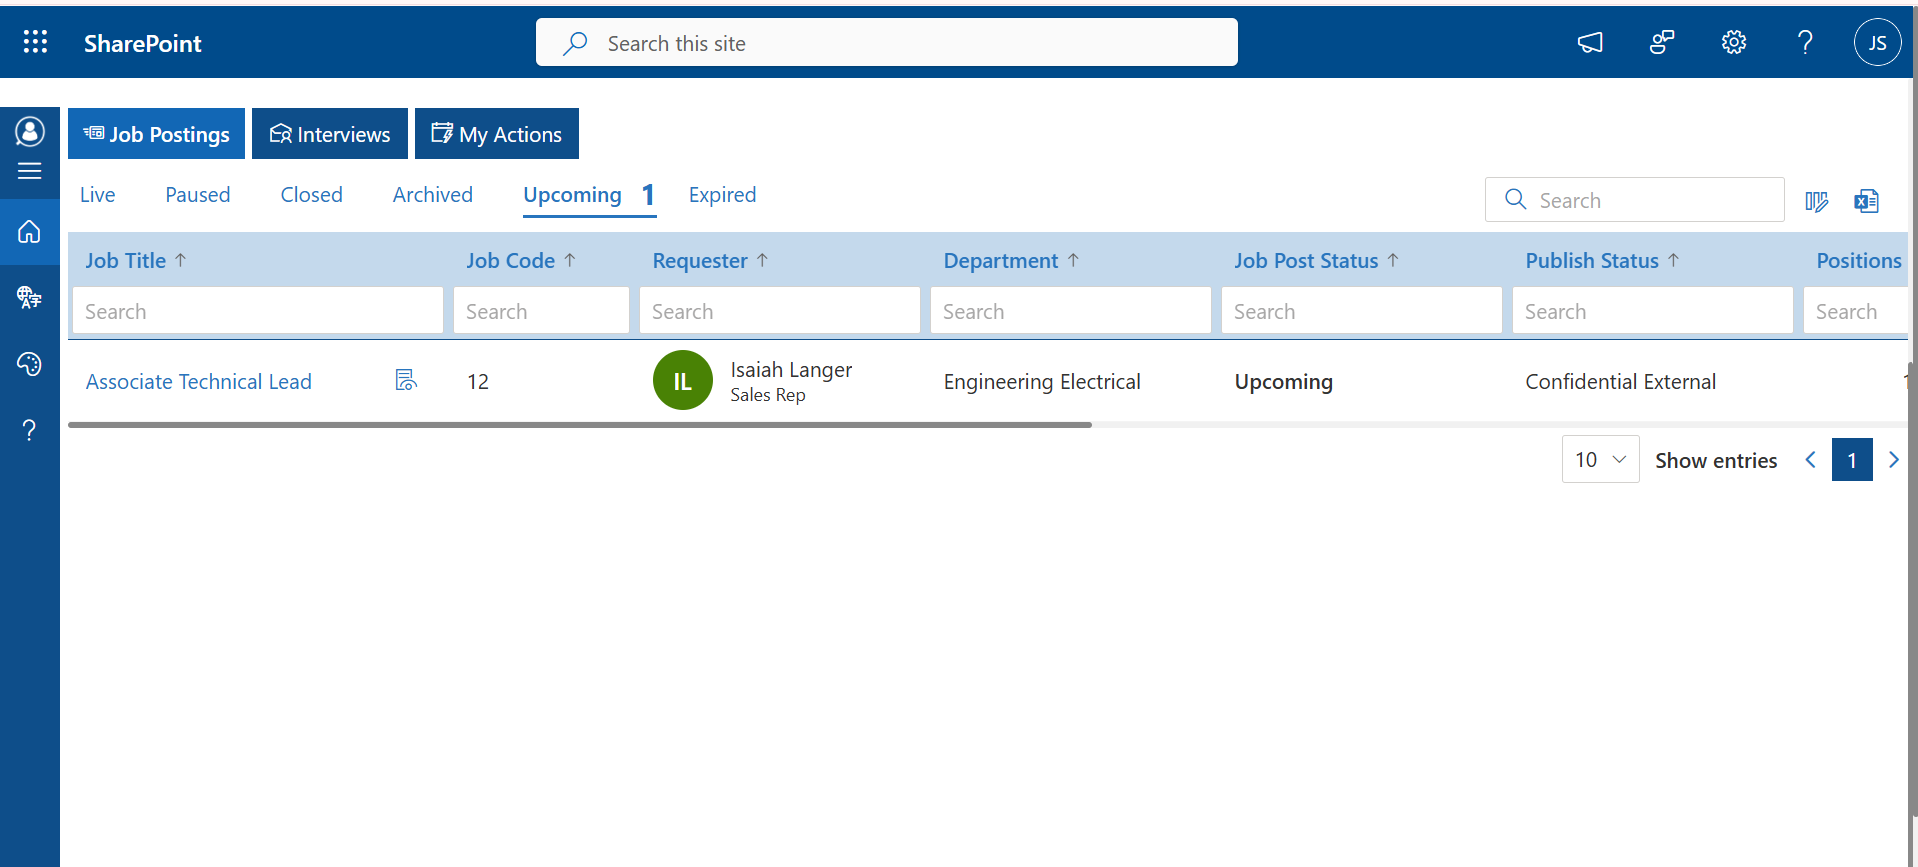 SharePoint
Search this site
JS
Job Postings
Interviews
My Actions
Live
Paused
Closed
Archived
Upcoming 1
Expired
Search
Job Title ↑
Job Code ↑
Requester ↑
Department ↑
Job Post Status ↑
Publish Status ↑
Positions
Search
Search
Search
Search
Search
Search
Search
Associate Technical Lead
12
IL
Isaiah Langer
Sales Rep
Engineering Electrical
Upcoming
Confidential External
10
Show entries
1